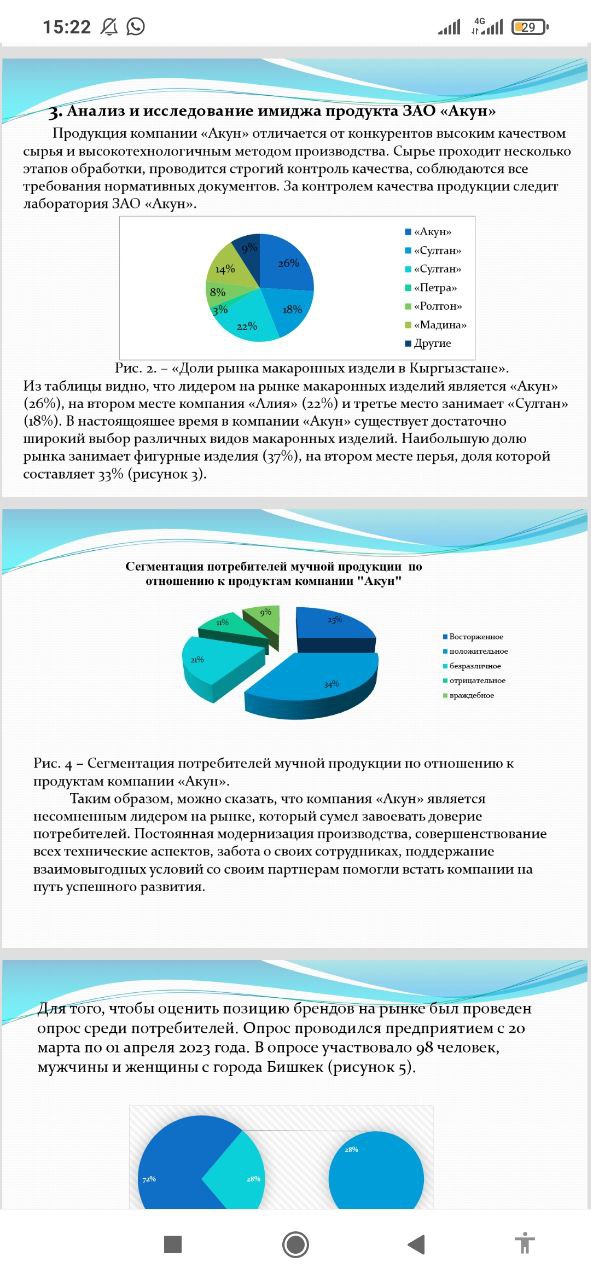 15:22
4G
29
3. Анализ и исследование имиджа продукта ЗАО «Акун»
Продукция компании «Акун» отличается от конкурентов высоким качеством
сырья и высокотехнологичным методом производства. Сырье проходит несколько
этапов обработки, проводится строгий контроль качества, соблюдаются все
требования нормативных документов. За контролем качества продукции следит
лаборатория ЗАО «Акун».
9%
26%
14%
8%
3%
22%
18%
«Акун»
«Султан»
«Султан»
«Петра»
«Ролтон»
«Мадина»
Другие
Рис. 2. – «Доли рынка макаронных издели в Кыргызстане».
Из таблицы видно, что лидером на рынке макаронных изделий является «Акун»
(26%), на втором месте компания «Алия» (22%) и третье место занимает «Султан»
(18%). В настоящояшее время в компании «Акун» существует достаточно
широкий выбор различных видов макаронных изделий. Наибольшую долю
рынка занимает фигурные изделия (37%), на втором месте перья, доля которой
составляет 33% (рисунок 3).
Сегментация потребителей мучной продукции по
отношению к продуктам компании "Акун"
9%
11%
25%
21%
34%
Восторженное
положительное
безразличное
отрицательное
враждебное
Рис. 4 – Сегментация потребителей мучной продукции по отношению к
продуктам компании «Акун».
Таким образом, можно сказать, что компания «Акун» является
несомненным лидером на рынке, который сумел завоевать доверие
потребителей. Постоянная модернизация производства, совершенствование
всех технические аспектов, забота о своих сотрудниках, поддержание
взаимовыгодных условий со своим партнерам помогли встать компании на
путь успешного развития.
Для того, чтобы оценить позицию брендов на рынке был проведен
опрос среди потребителей. Опрос проводился предприятием с 20
марта по 01 апреля 2023 года. В опросе участвовало 98 человек,
мужчины и женщины с города Бишкек (рисунок 5).
72%
28%
28%